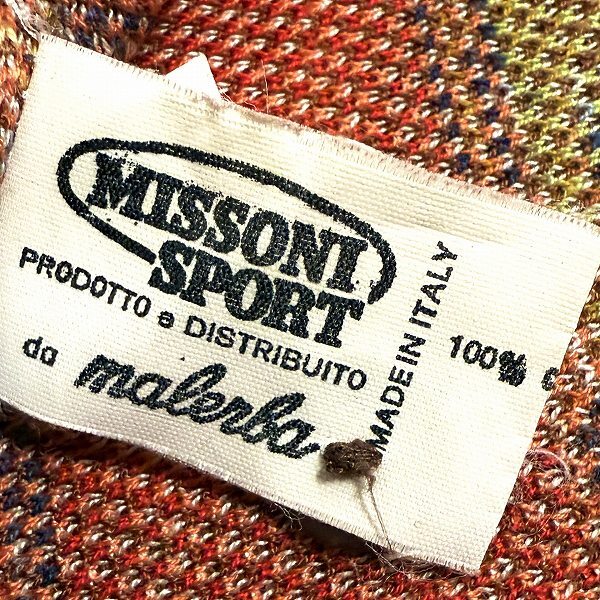 MISSONI
SPORT
PRODOTTO e DISTRIBUITO
da malerba
MADE IN ITALY
100%